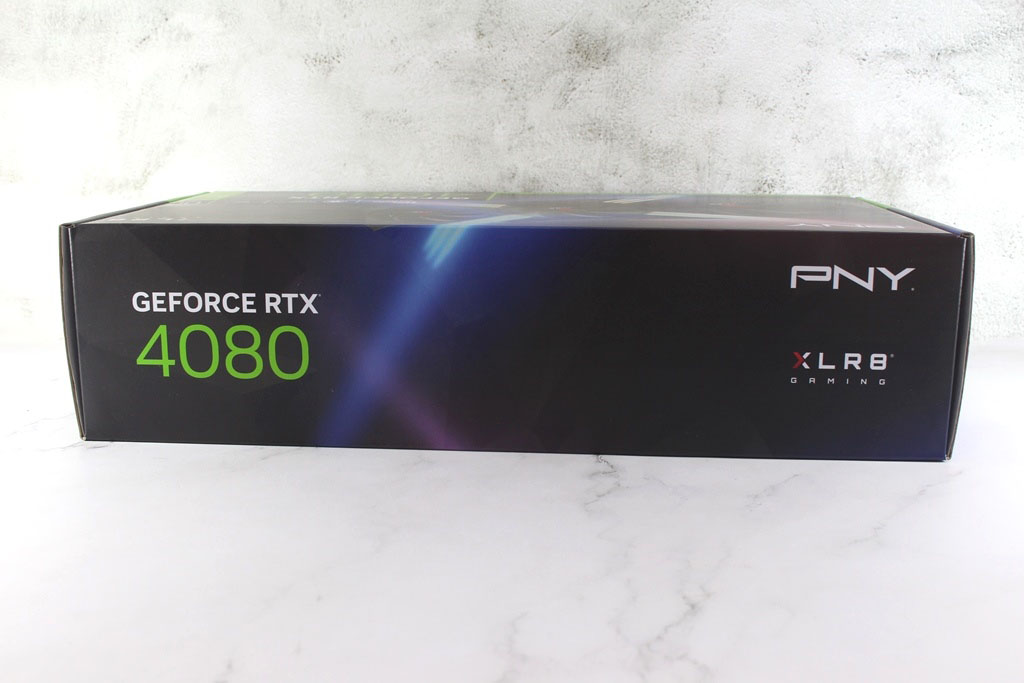 GEFORCE RTX
4080
PNY®
XLR8®
GAMING